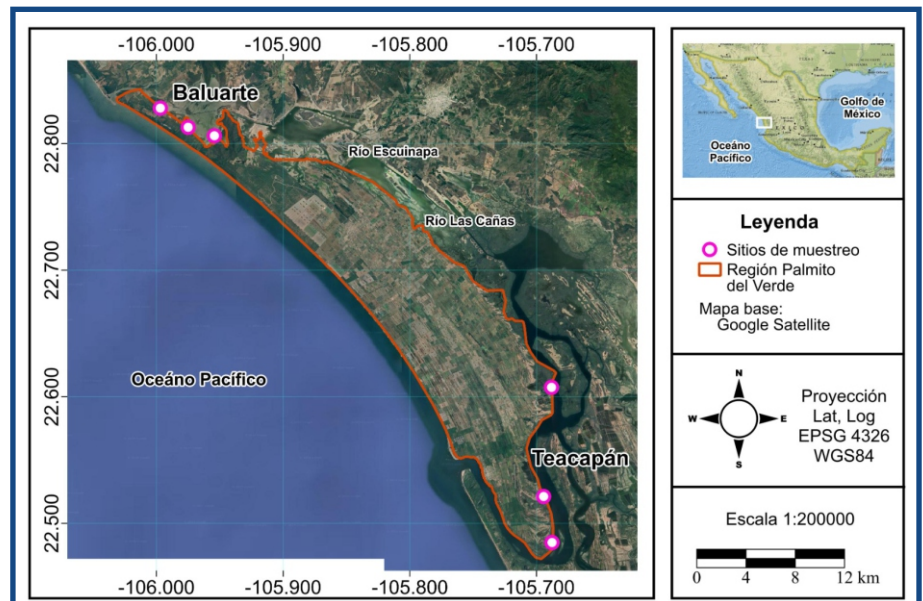 -106.000 -105.900 -105.800 -105.700
Baluarte
22.800
Río Escuinapa
Río Las Cañas
22.700
Oceáno Pacífico
22.600
Teacapán
22.500
-106.000 -105.900 -105.800 -105.700
Golfo de
México
MÉXICO
Oceáno
Pacífico
Leyenda
Sitios de muestreo
Región Palmito
del Verde
Mapa base:
Google Satellite
N
W E
S
Proyección
Lat, Log
EPSG 4326
WGS84
Escala 1:200000
0 4 8 12 km